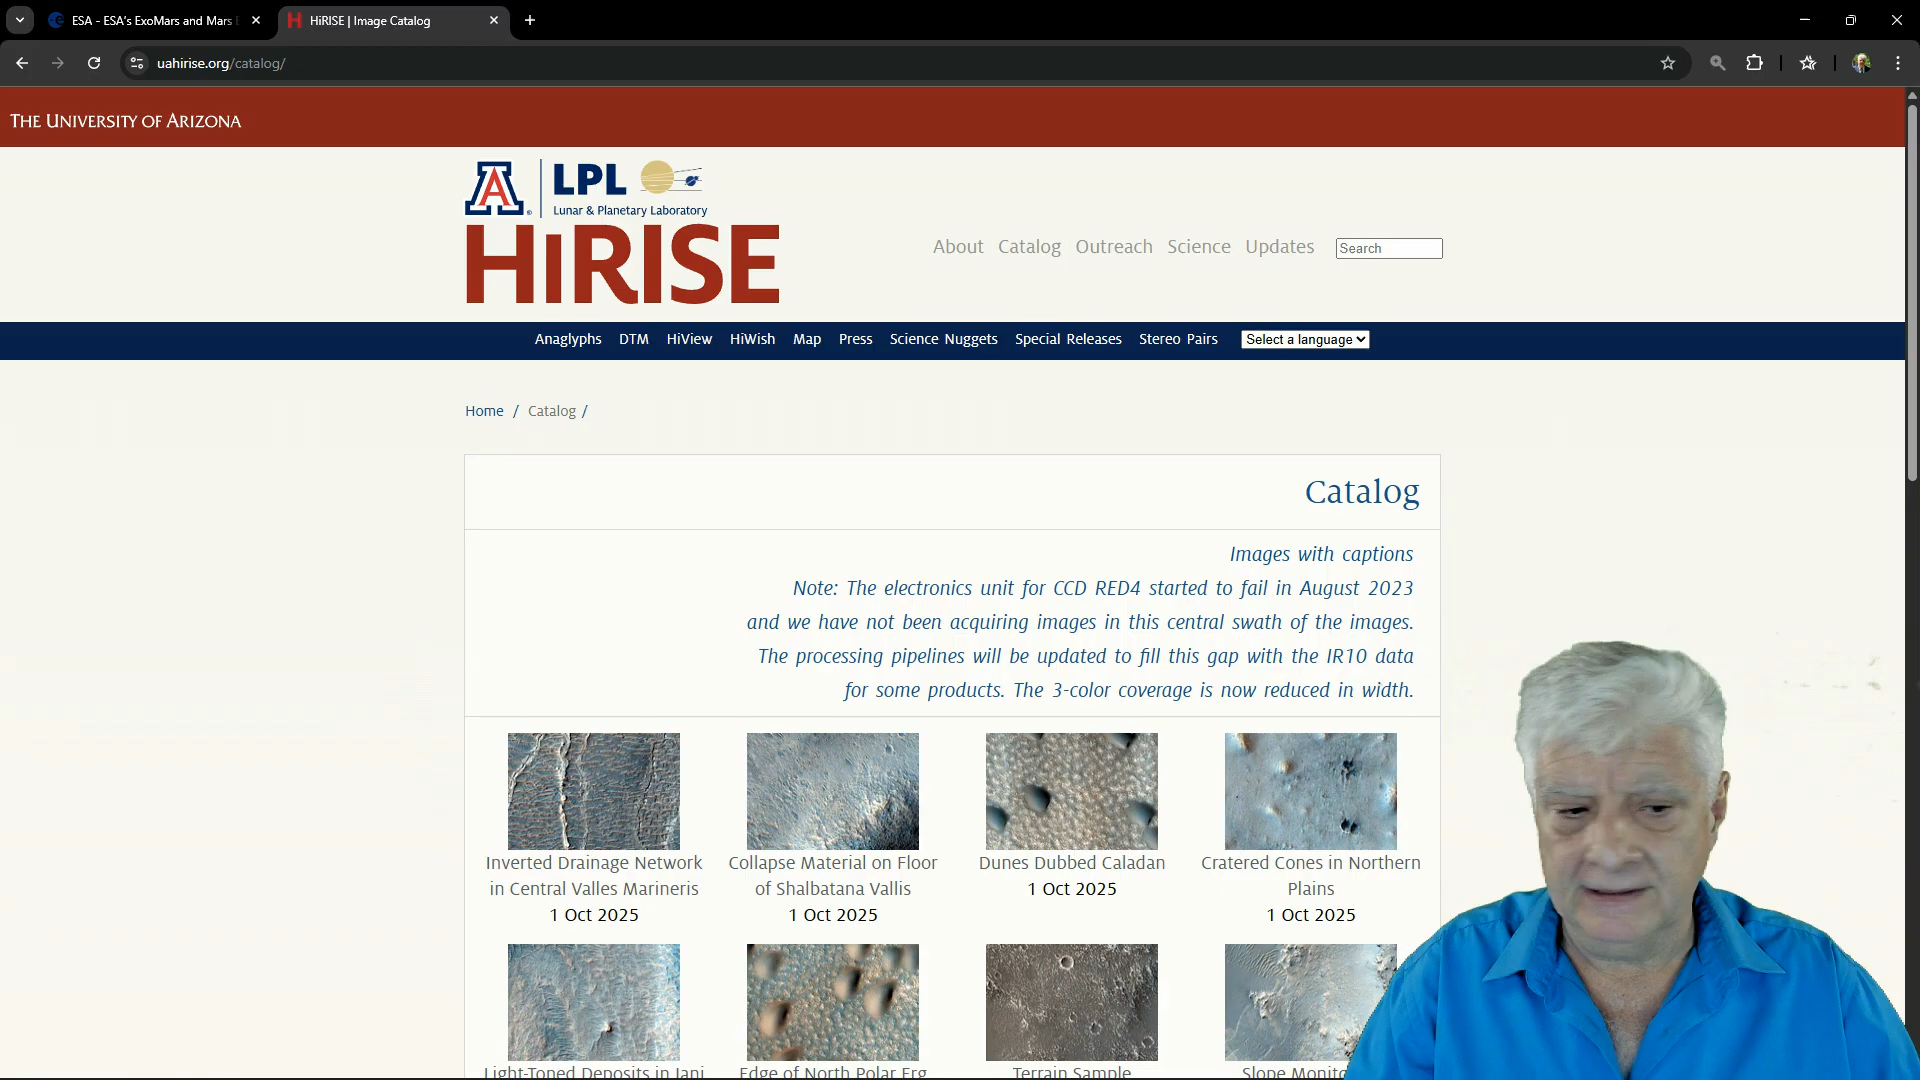 ESA - ESA's ExoMars and Mars
HiRISE | Image Catalog
uahirise.org/catalog/
THE UNIVERSITY OF ARIZONA
A LPL
Lunar & Planetary Laboratory
HiRISE
About Catalog Outreach Science Updates Search
Anaglyphs DTM HiView HiWish Map Press Science Nuggets Special Releases Stereo Pairs Select a language
Home / Catalog /
Catalog
Images with captions
Note: The electronics unit for CCD RED4 started to fail in August 2023
and we have not been acquiring images in this central swath of the images.
The processing pipelines will be updated to fill this gap with the IR10 data
for some products. The 3-color coverage is now reduced in width.
Inverted Drainage Network
in Central Valles Marineris
1 Oct 2025
Collapse Material on Floor
of Shalbatana Vallis
1 Oct 2025
Dunes Dubbed Caladan
1 Oct 2025
Cratered Cones in Northern
Plains
1 Oct 2025
Light-Toned Deposits in Iani
Edge of North Polar Erg
Terrain Sample
Slope Monito